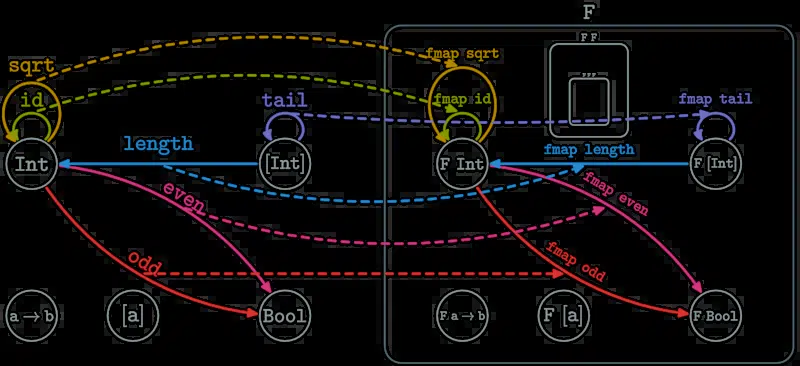 F
F F
fmap sqrt
sqrt
id
tail
fmap id
F F F
fmap tail
length
fmap length
Int
[Int]
F Int
F [Int]
even
fmap even
odd
fmap odd
a → b
[a]
Bool
F a → b
F [a]
F Bool